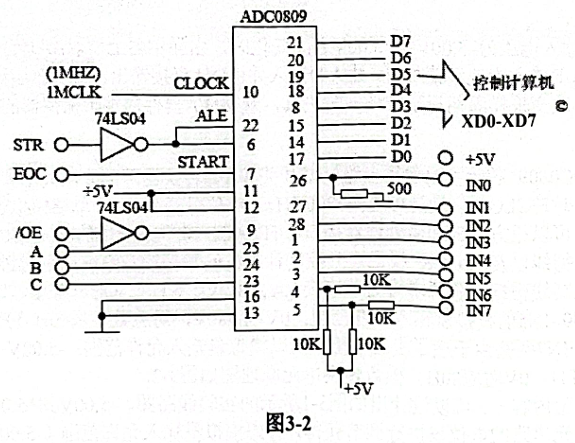 ADC0809
(1MHZ)
1MCLK
CLOCK
10
74LS04
ALE
22
STR
6
START
EOC
7
÷5V
11
12
74LS04
/OE
9
A
25
B
24
C
23
16
13
21
D7
20
D6
19
D5
18
D4
8
D3
15
D2
14
D1
17
D0
控制计算机
©
XD0-XD7
+5V
26
500
IN0
27
IN1
28
IN2
1
IN3
2
IN4
3
IN5
4
10K
IN6
5
10K
IN7
10K
10K
+5V
图3-2